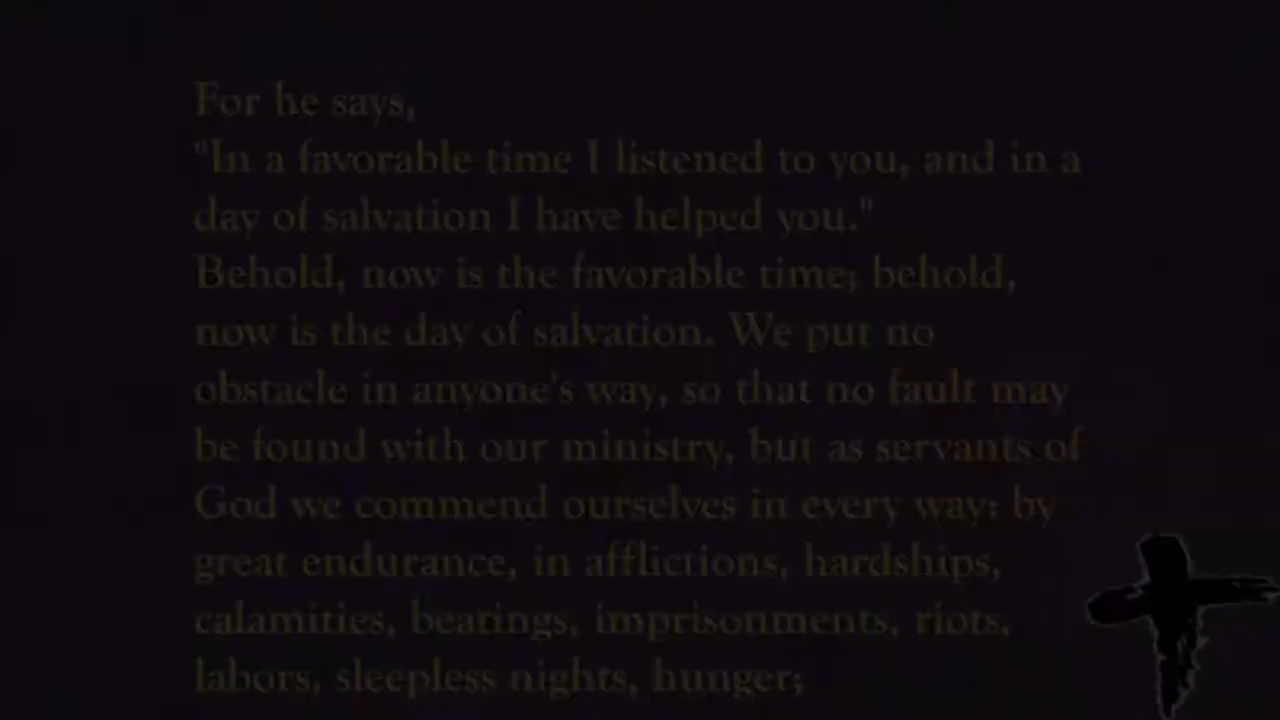 For he says,
"In a favorable time I listened to you, and in a
day of salvation I have helped you."
Behold, now is the favorable time; behold,
now is the day of salvation. We put no
obstacle in anyone's way, so that no fault may
be found with our ministry, but as servants of
God we commend ourselves in every way: by
great endurance, in afflictions, hardships,
calamities, beatings, imprisonments, riots,
labors, sleepless nights, hunger;